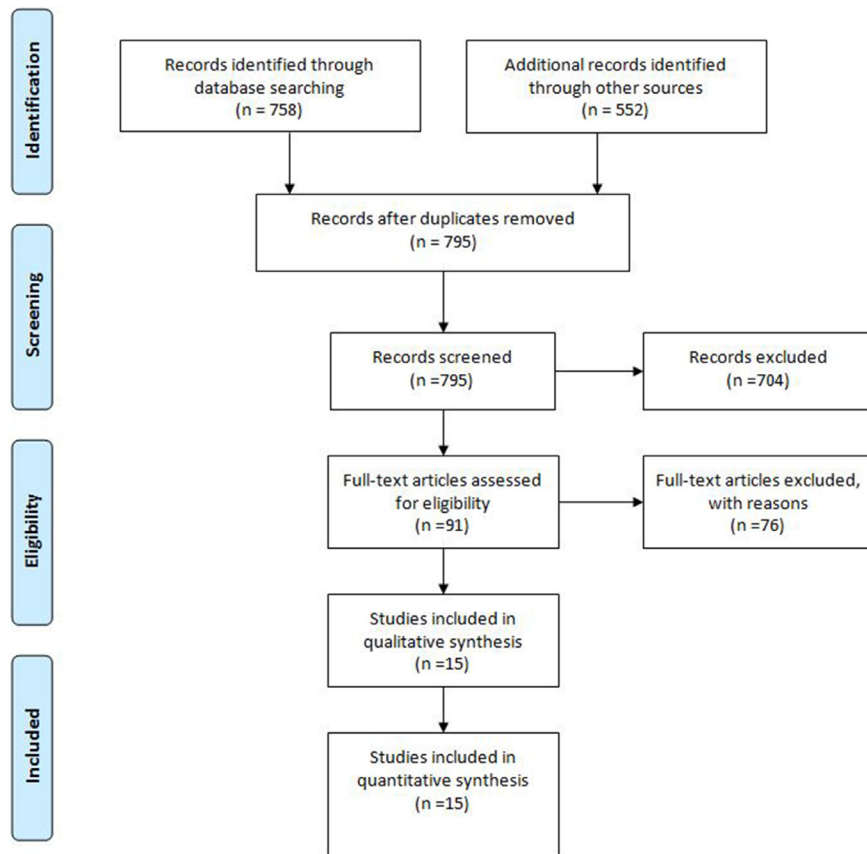 Identification
Records identified through
database searching
(n = 758)
Additional records identified
through other sources
(n = 552)
Records after duplicates removed
(n = 795)
Screening
Records screened
(n =795)
Records excluded
(n =704)
Eligibility
Full-text articles assessed
for eligibility
(n =91)
Full-text articles excluded,
with reasons
(n =76)
Studies included in
qualitative synthesis
(n =15)
Included
Studies included in
quantitative synthesis
(n =15)